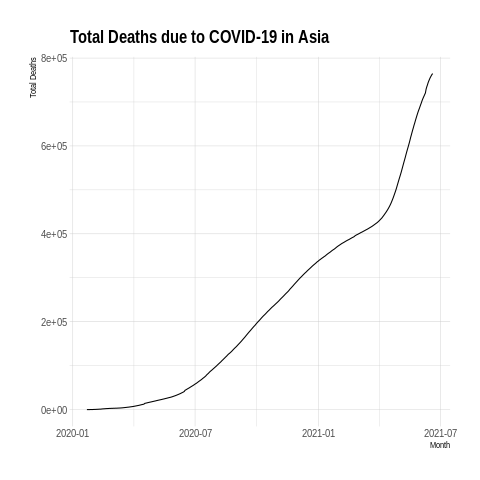 Total Deaths due to COVID-19 in Asia
Total Deaths
8e+05
6e+05
4e+05
2e+05
0e+00
2020-01 2020-07 2021-01 2021-07
Month